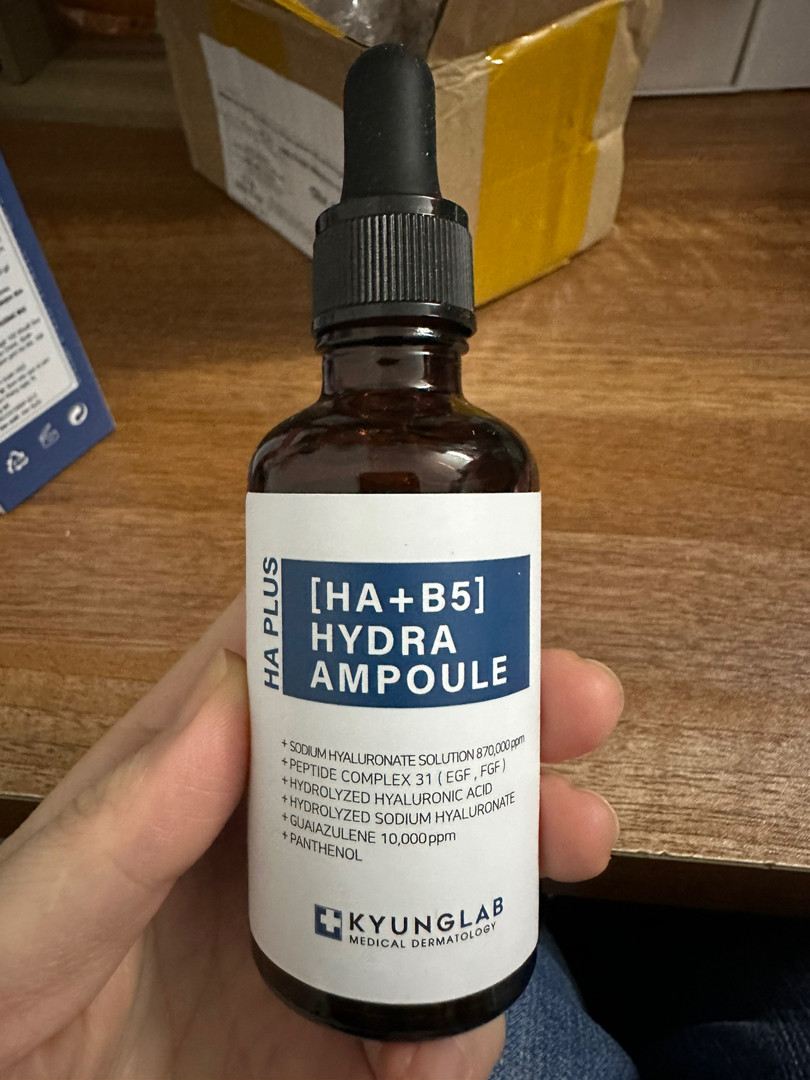 HA PLUS
[HA+B5]
HYDRA
AMPOULE
+ SODIUM HYALURONATE SOLUTION 870,000 ppm
+ PEPTIDE COMPLEX 31 ( EGF , FGF )
+ HYDROLYZED HYALURONIC ACID
+ HYDROLYZED SODIUM HYALURONATE
+ GUAIAZULENE 10,000 ppm
+ PANTHENOL
KYUNGLAB
MEDICAL DERMATOLOGY